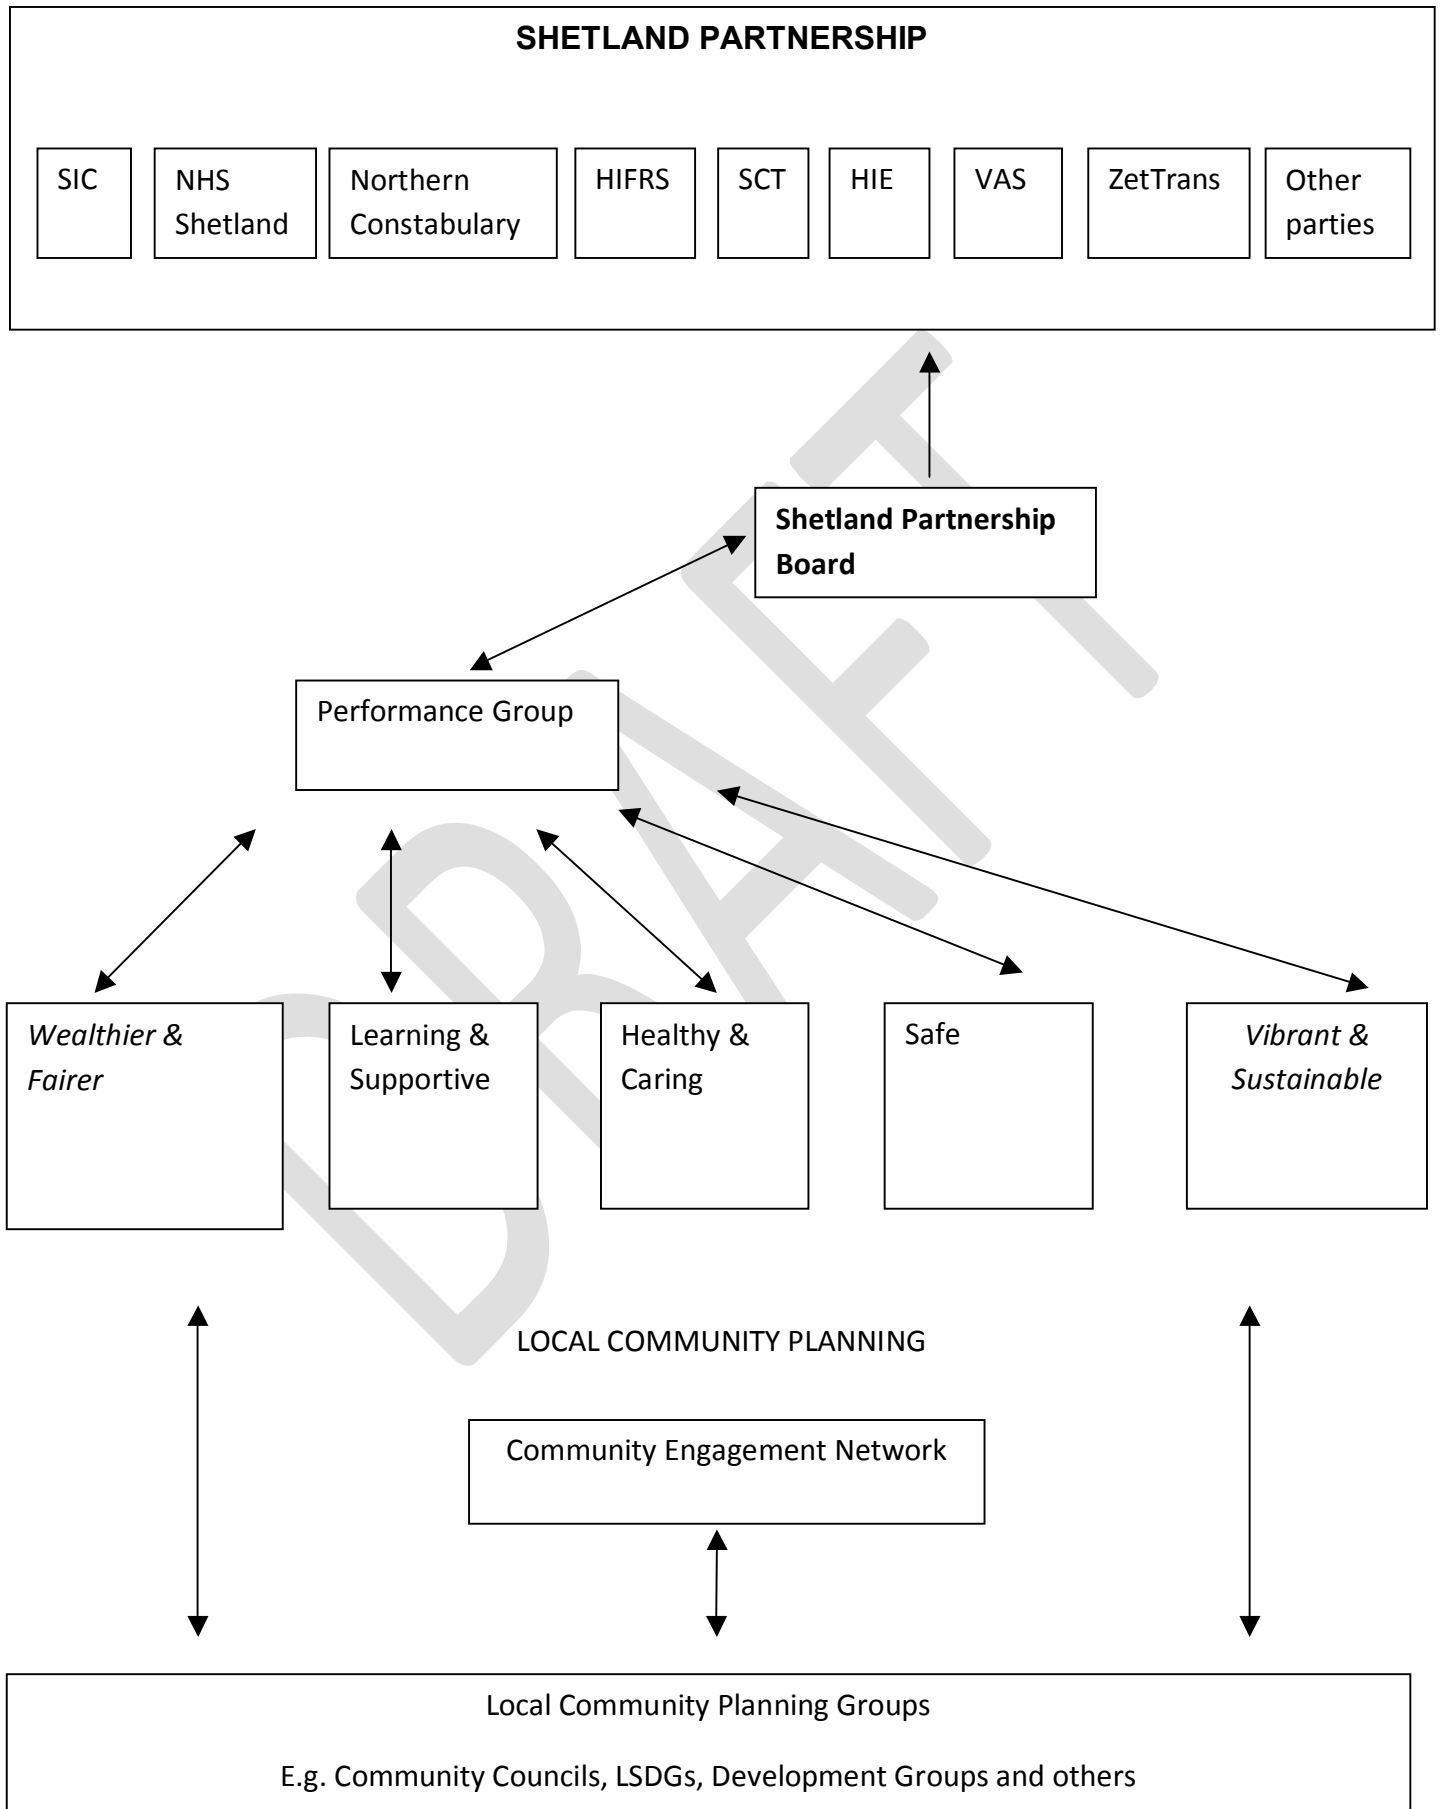 SHETLAND PARTNERSHIP
SIC
NHS
Shetland
Northern
Constabulary
HIFRS
SCT
HIE
VAS
ZetTrans
Other
parties
Shetland Partnership
Board
Performance Group
Wealthier &
Fairer
Learning &
Supportive
Healthy &
Caring
Safe
Vibrant &
Sustainable
LOCAL COMMUNITY PLANNING
Community Engagement Network
Local Community Planning Groups
E.g. Community Councils, LSDGs, Development Groups and others
DRAFT